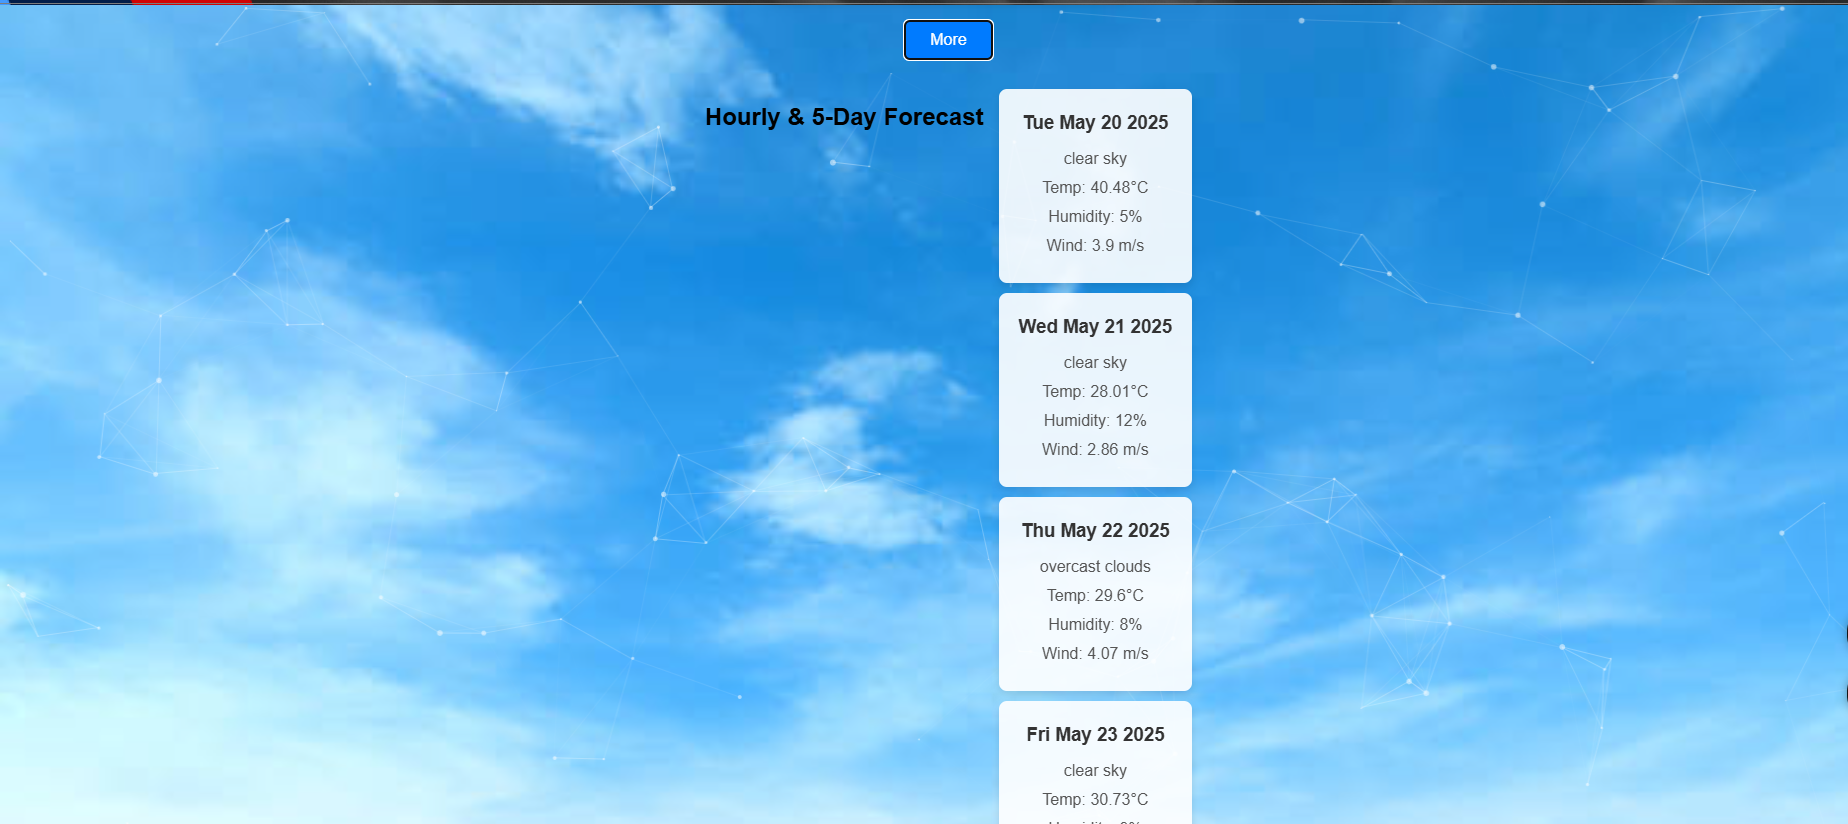 More
Hourly & 5-Day Forecast
Tue May 20 2025
clear sky
Temp: 40.48°C
Humidity: 5%
Wind: 3.9 m/s
Wed May 21 2025
clear sky
Temp: 28.01°C
Humidity: 12%
Wind: 2.86 m/s
Thu May 22 2025
overcast clouds
Temp: 29.6°C
Humidity: 8%
Wind: 4.07 m/s
Fri May 23 2025
clear sky
Temp: 30.73°C